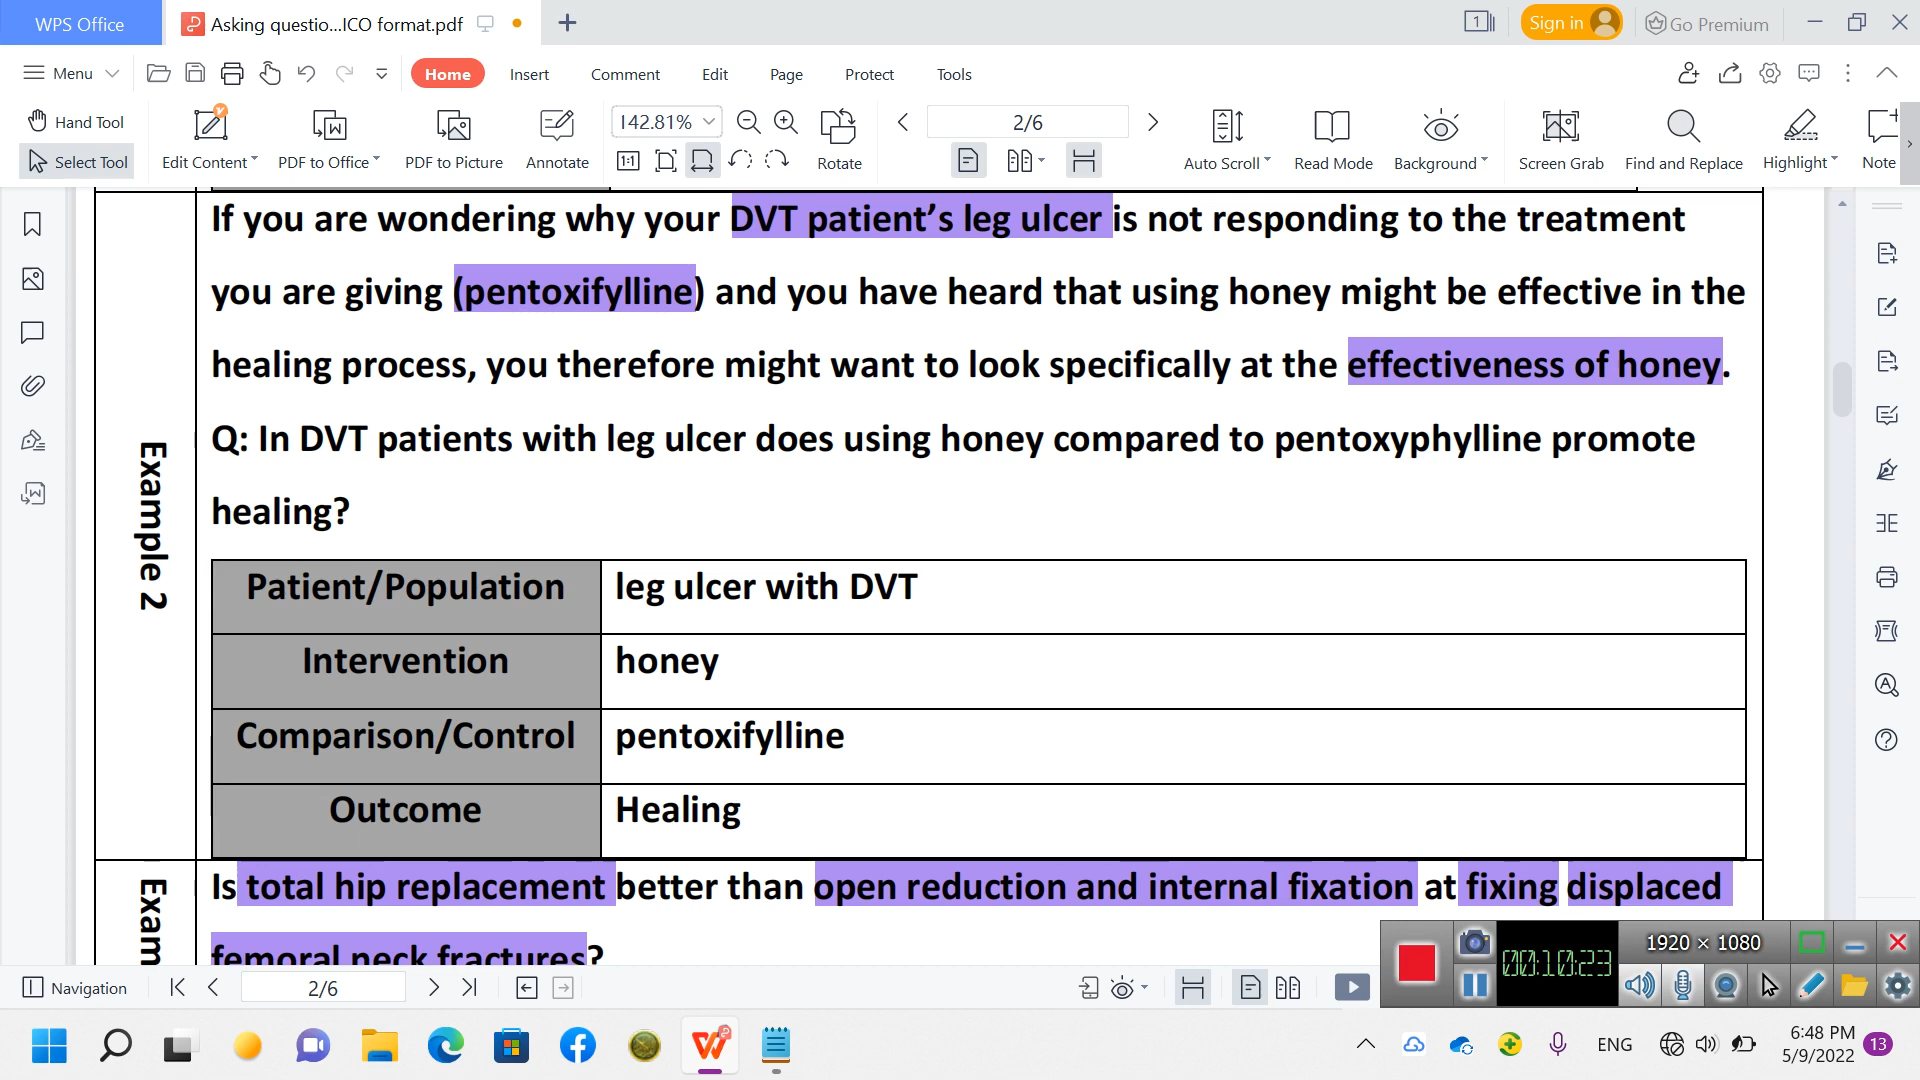 WPS Office
Asking questio...ICO format.pdf
1
Sign in
Go Premium
Menu
Home
Insert
Comment
Edit
Page
Protect
Tools
Hand Tool
Select Tool
Edit Content
PDF to Office
PDF to Picture
Annotate
142.81%
1:1
Rotate
2/6
Auto Scroll
Read Mode
Background
Screen Grab
Find and Replace
Highlight
Note
Example 2
If you are wondering why your DVT patient’s leg ulcer is not responding to the treatment
you are giving (pentoxifylline) and you have heard that using honey might be effective in the
healing process, you therefore might want to look specifically at the effectiveness of honey.
Q: In DVT patients with leg ulcer does using honey compared to pentoxyphylline promote
healing?
Patient/Population leg ulcer with DVT
Intervention honey
Comparison/Control pentoxifylline
Outcome Healing
Exam
Is total hip replacement better than open reduction and internal fixation at fixing displaced
femoral neck fractures?
1920 × 1080
00:10:23
Navigation
2/6
ENG
6:48 PM
5/9/2022
13